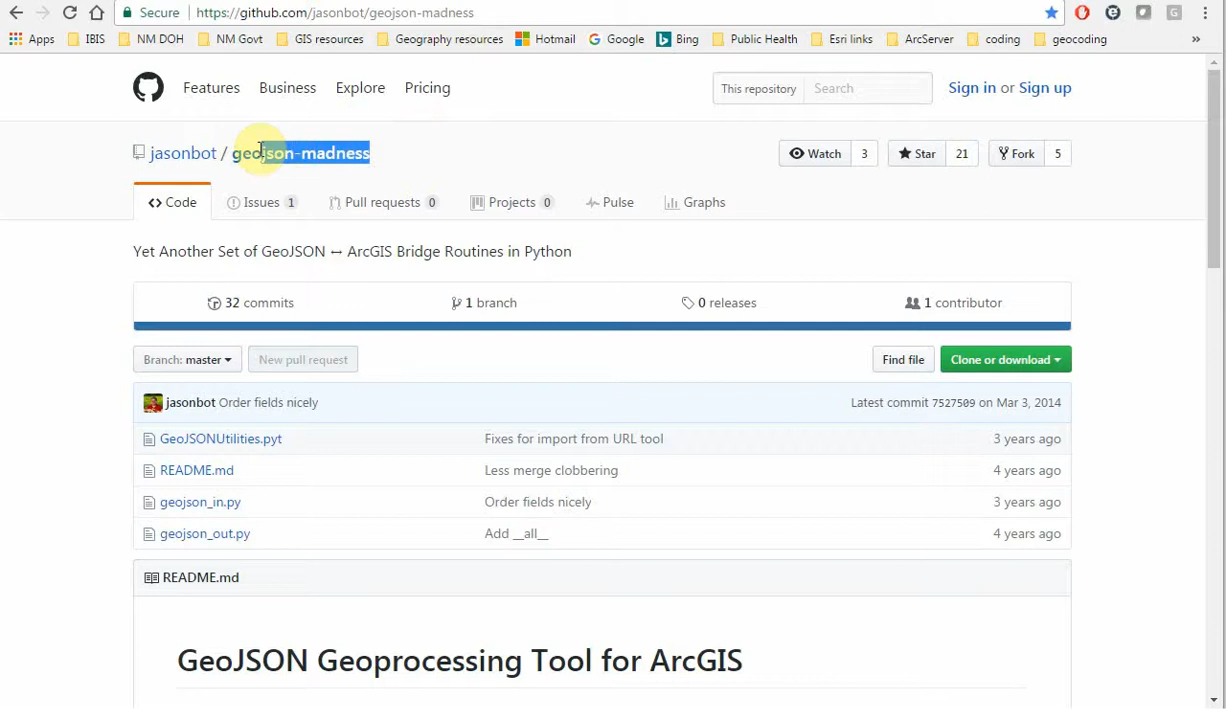 Secure https://github.com/jasonbot/geojson-madness
Apps IBIS NM DOH NM Govt GIS resources Geography resources Hotmail Google Bing Public Health Esri links ArcServer coding geocoding »
Features Business Explore Pricing This repository Search Sign in or Sign up
jasonbot / geojson-madness Watch 3 Star 21 Fork 5
Code Issues 1 Pull requests 0 Projects 0 Pulse Graphs
Yet Another Set of GeoJSON ↔ ArcGIS Bridge Routines in Python
32 commits 1 branch 0 releases 1 contributor
Branch: master New pull request Find file Clone or download
jasonbot Order fields nicely Latest commit 7527509 on Mar 3, 2014
GeoJSONUtilities.pyt Fixes for import from URL tool 3 years ago
README.md Less merge clobbering 4 years ago
geojson_in.py Order fields nicely 3 years ago
geojson_out.py Add __all__ 4 years ago
README.md
GeoJSON Geoprocessing Tool for ArcGIS